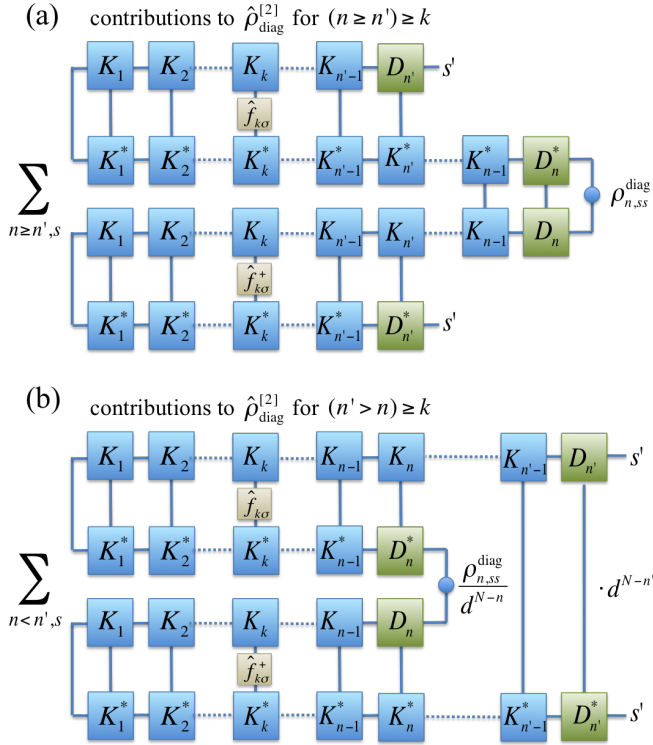 (a) contributions to ρ̂_diag^[2] for (n ≥ n') ≥ k
K_1 K_2 K_k K_{n'-1} D_{n'} s'
f̂_{kσ}
K_1^* K_2^* K_k^* K_{n'-1}^* K_{n'}^* K_{n-1}^* D_n^*
∑_{n≥n',s} ρ_{n,ss}^{diag}
K_1 K_2 K_k K_{n'-1} K_{n'} K_{n-1} D_n
f̂_{kσ}^+
K_1^* K_2^* K_k^* K_{n'-1}^* D_{n'}^* s'
(b) contributions to ρ̂_diag^[2] for (n' > n) ≥ k
K_1 K_2 K_k K_{n-1} K_n K_{n'-1} D_{n'} s'
f̂_{kσ}
K_1^* K_2^* K_k^* K_{n-1}^* D_n^*
∑_{n<n',s} ρ_{n,ss}^{diag} / d^{N-n} · d^{N-n'}
K_1 K_2 K_k K_{n-1} D_n
f̂_{kσ}^+
K_1^* K_2^* K_k^* K_{n-1}^* K_n^* K_{n'-1}^* D_{n'}^* s'